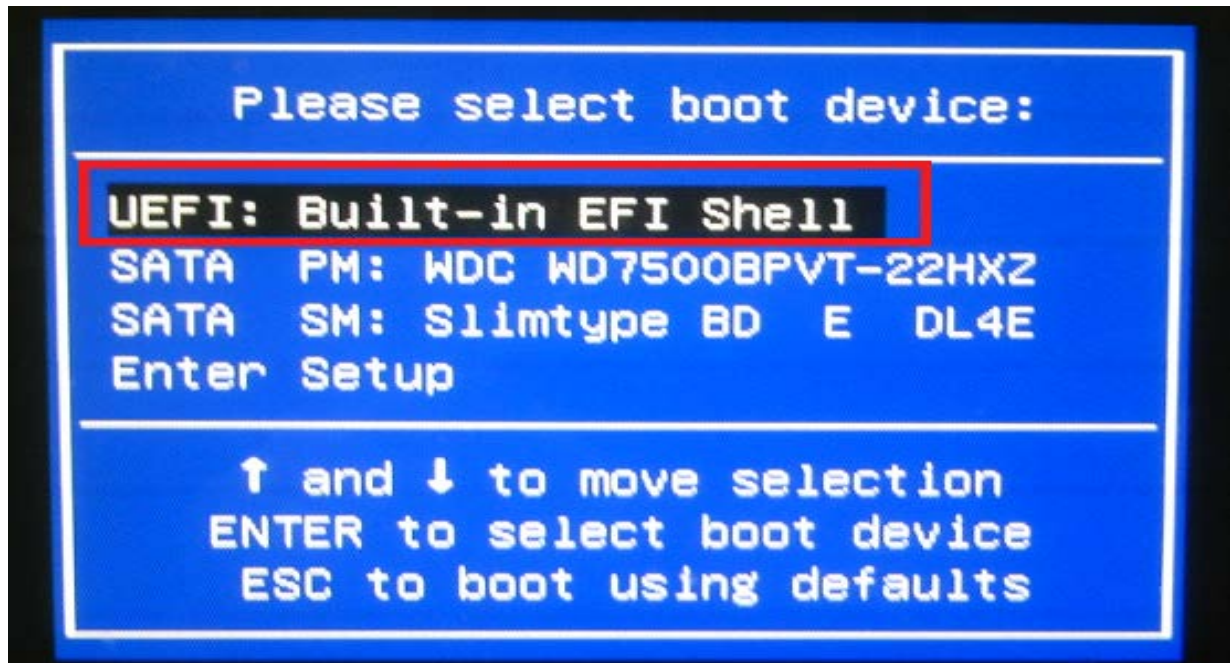 Please select boot device:
UEFI: Built-in EFI Shell
SATA PM: WDC WD7500BPVT-22HXZ
SATA SM: Slimtype BD E DL4E
Enter Setup
↑ and ↓ to move selection
ENTER to select boot device
ESC to boot using defaults